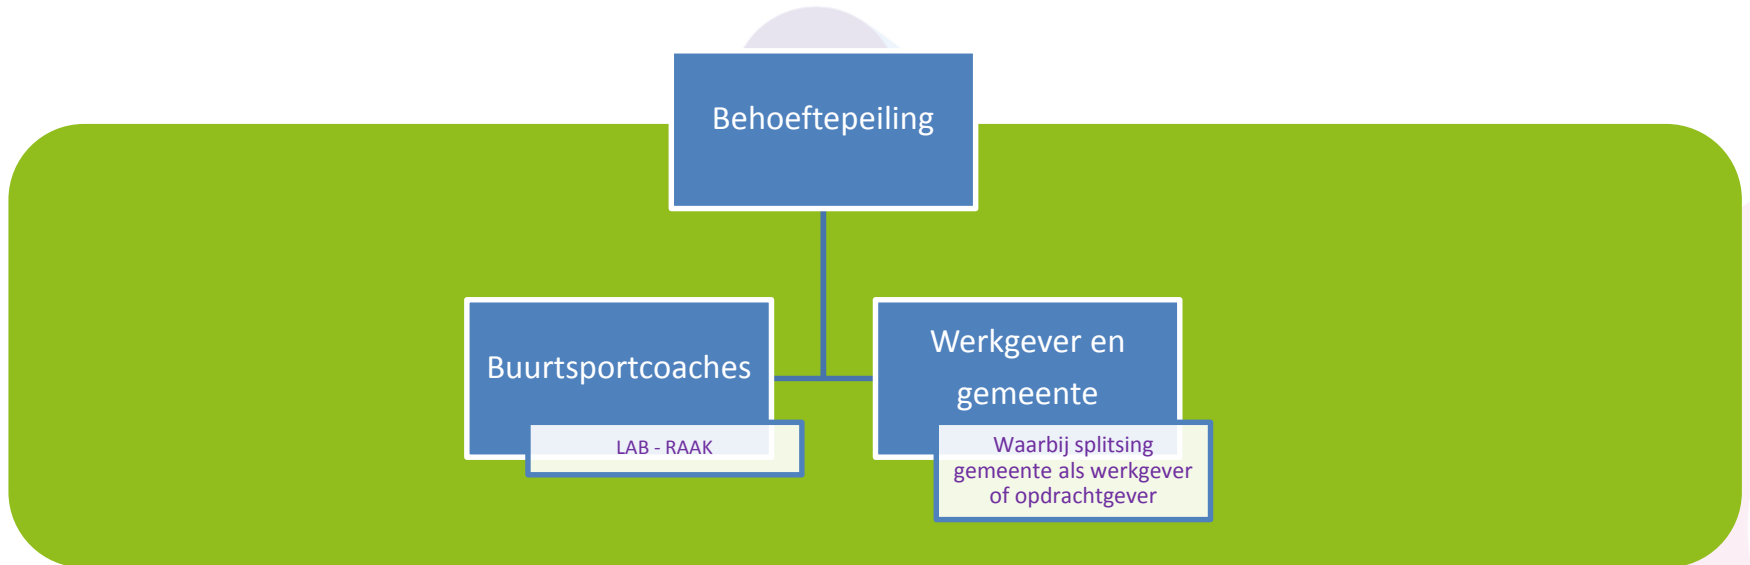 Behoeftepeiling
Buurtsportcoaches
LAB - RAAK
Werkgever en
gemeente
Waarbij splitsing
gemeente als werkgever
of opdrachtgever